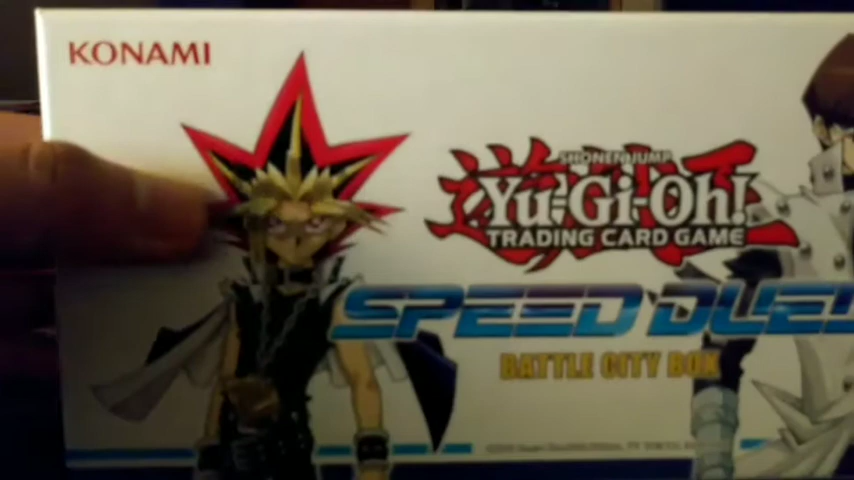 KONAMI
SHONEN JUMP
Yu-Gi-Oh!
TRADING CARD GAME
SPEED DUEL
BATTLE CITY BOX